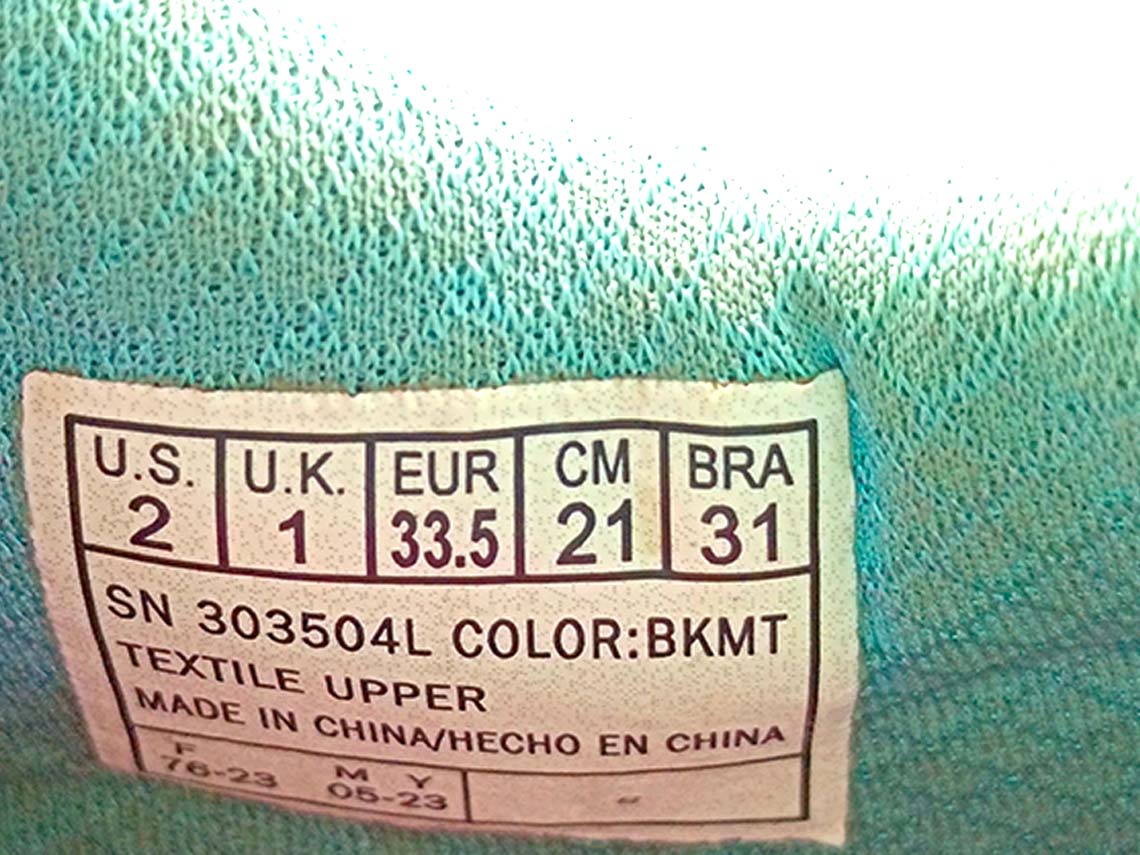 U.S. U.K. EUR CM BRA
2 1 33.5 21 31
SN 303504L COLOR:BKMT
TEXTILE UPPER
MADE IN CHINA/HECHO EN CHINA
F M Y
76-23 05-23